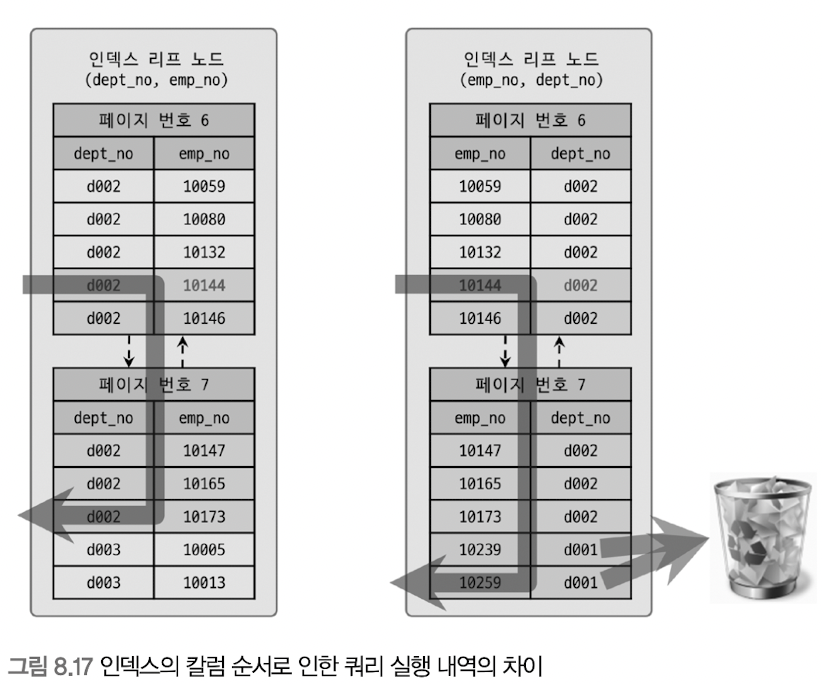 인덱스 리프 노드
(dept_no, emp_no)
페이지 번호 6
dept_no emp_no
d002 10059
d002 10080
d002 10132
d002 10144
d002 10146
페이지 번호 7
dept_no emp_no
d002 10147
d002 10165
d002 10173
d003 10005
d003 10013
인덱스 리프 노드
(emp_no, dept_no)
페이지 번호 6
emp_no dept_no
10059 d002
10080 d002
10132 d002
10144 d002
10146 d002
페이지 번호 7
emp_no dept_no
10147 d002
10165 d002
10173 d002
10239 d001
10259 d001
그림 8.17 인덱스의 칼럼 순서로 인한 쿼리 실행 내역의 차이